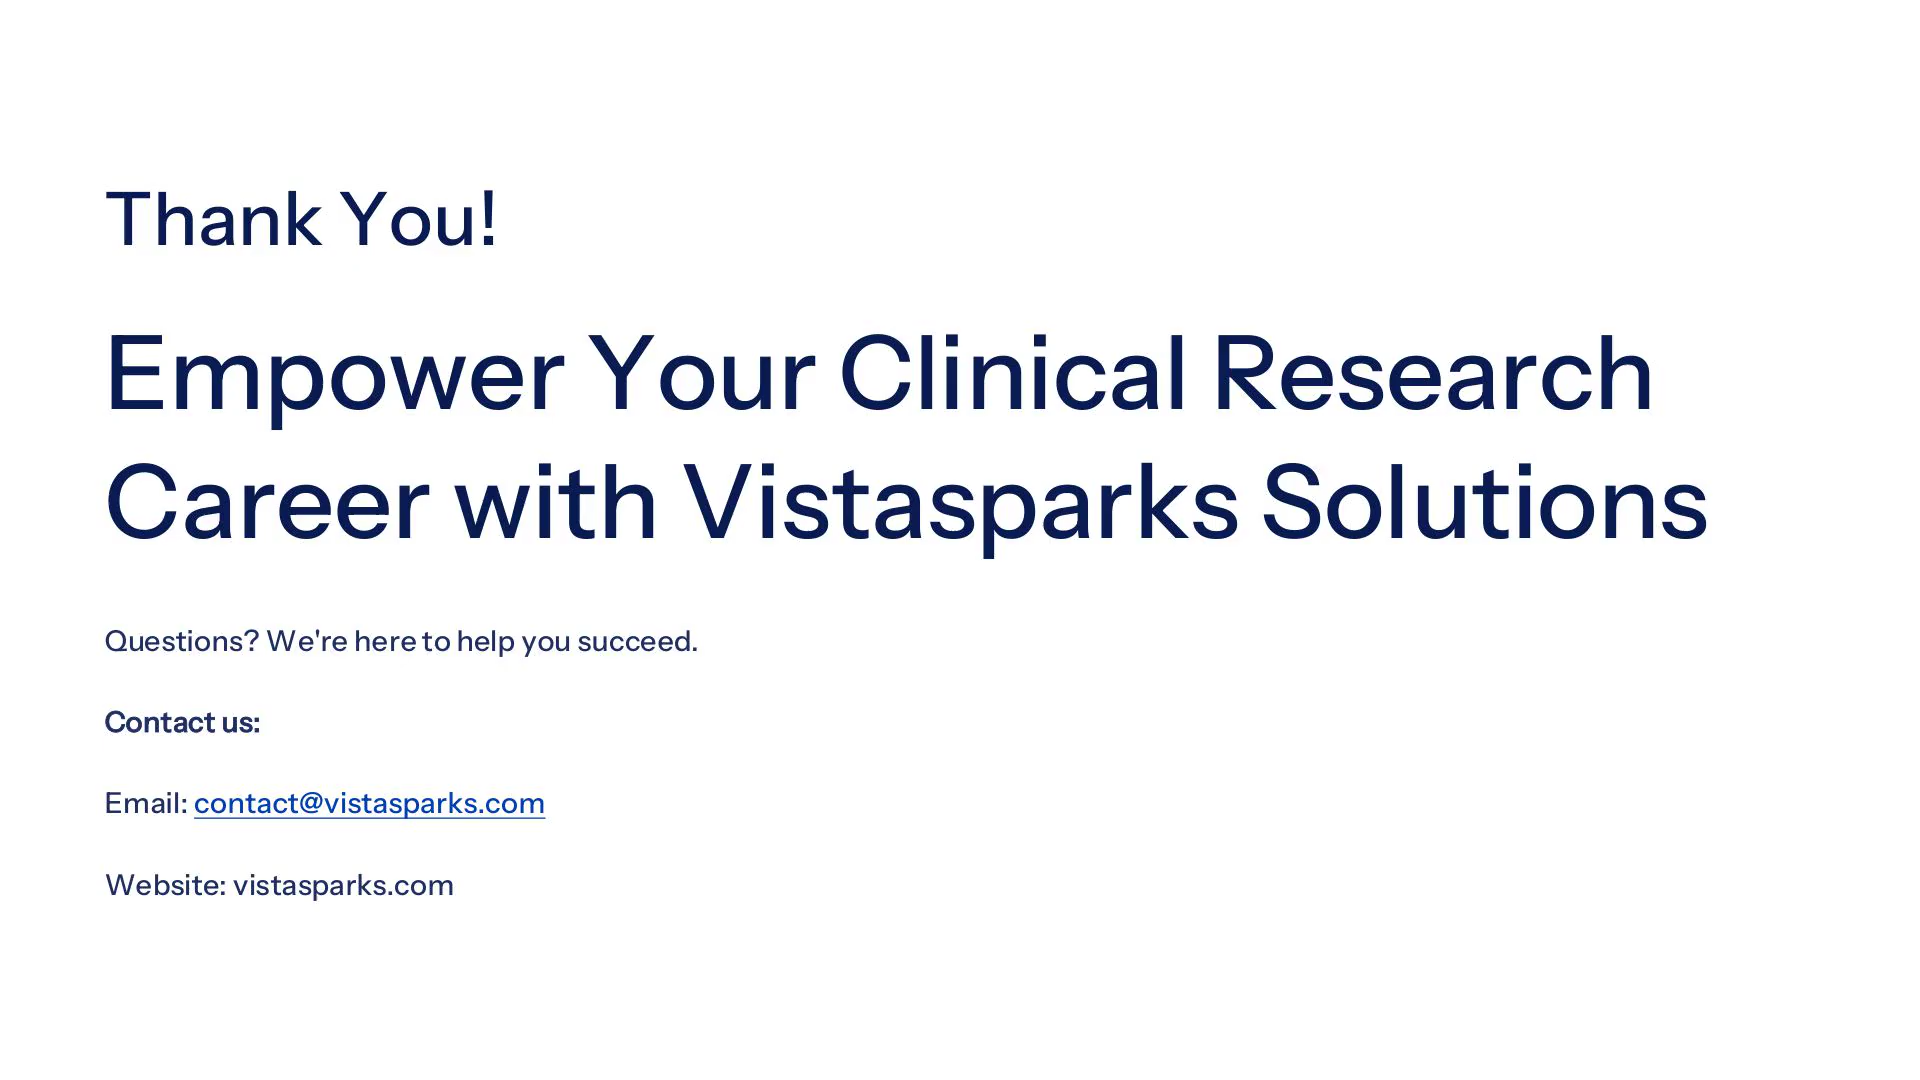 Thank You!
Empower Your Clinical Research
Career with Vistasparks Solutions
Questions? We're here to help you succeed.
Contact us:
Email: contact@vistasparks.com
Website: vistasparks.com